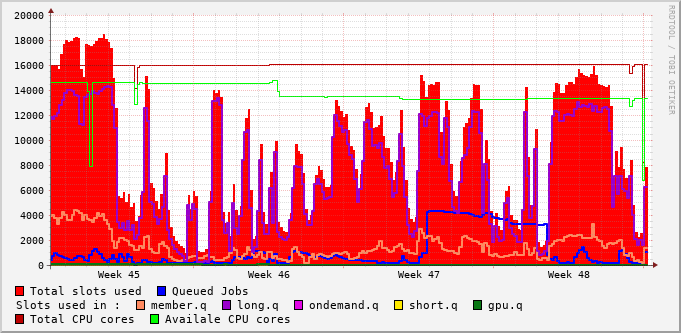 RRDTOOL / TOBI OETIKER
20000
18000
16000
14000
12000
10000
8000
6000
4000
2000
0
Week 45 Week 46 Week 47 Week 48
Total slots used Queued Jobs
Slots used in : member.q long.q ondemand.q short.q gpu.q
Total CPU cores Availale CPU cores